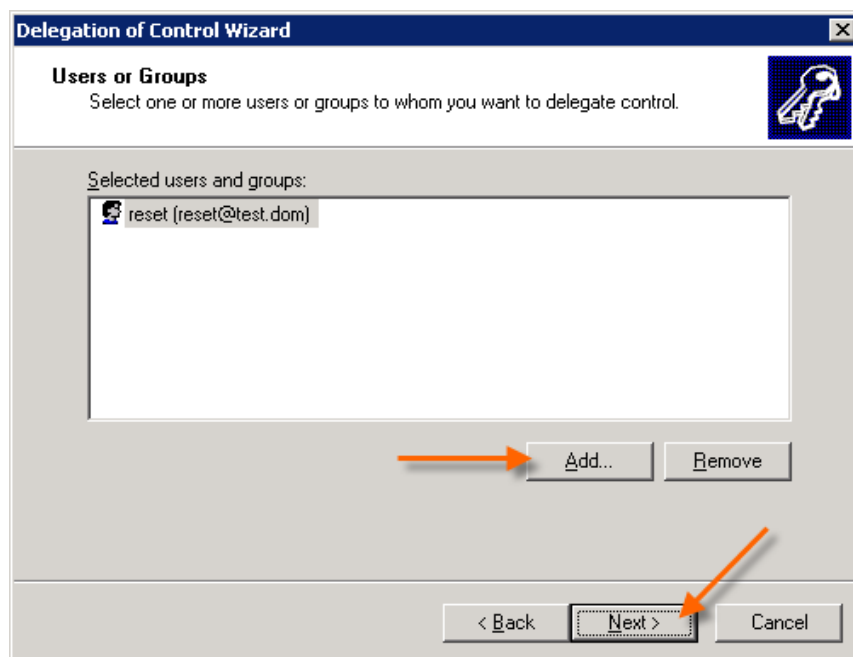 Delegation of Control Wizard
Users or Groups
Select one or more users or groups to whom you want to delegate control.
Selected users and groups:
reset (reset@test.dom)
Add... Remove
< Back Next > Cancel